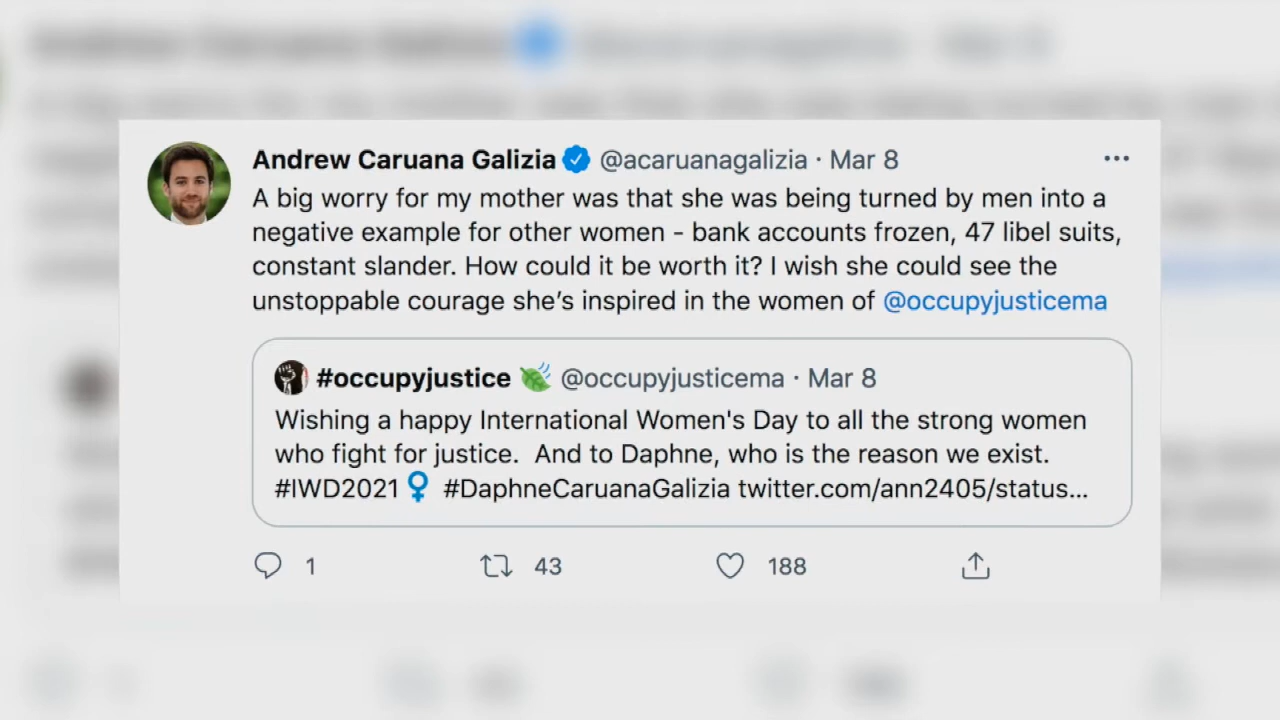 Andrew Caruana Galizia @acaruanagalizia · Mar 8
A big worry for my mother was that she was being turned by men into a
negative example for other women - bank accounts frozen, 47 libel suits,
constant slander. How could it be worth it? I wish she could see the
unstoppable courage she’s inspired in the women of @occupyjusticema
#occupyjustice @occupyjusticema · Mar 8
Wishing a happy International Women's Day to all the strong women
who fight for justice.  And to Daphne, who is the reason we exist.
#IWD2021♀ #DaphneCaruanaGalizia twitter.com/ann2405/status...
1 43 188